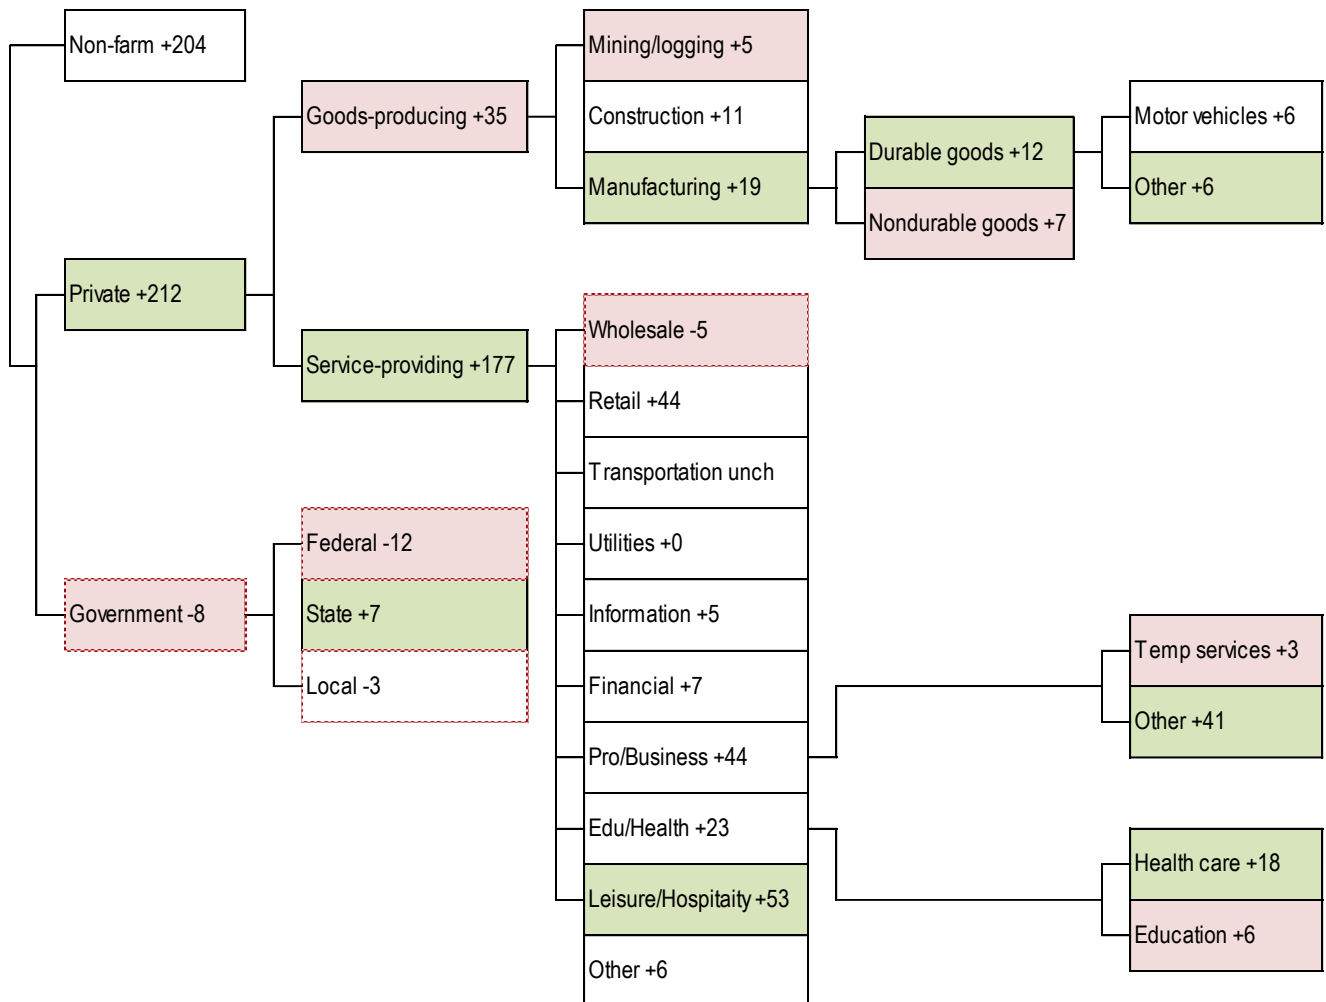 Non-farm +204
Private +212
Government -8
Goods-producing +35
Service-providing +177
Federal -12
State +7
Local -3
Mining/logging +5
Construction +11
Manufacturing +19
Wholesale -5
Retail +44
Transportation unch
Utilities +0
Information +5
Financial +7
Pro/Business +44
Edu/Health +23
Leisure/Hospitaity +53
Other +6
Durable goods +12
Nondurable goods +7
Motor vehicles +6
Other +6
Temp services +3
Other +41
Health care +18
Education +6